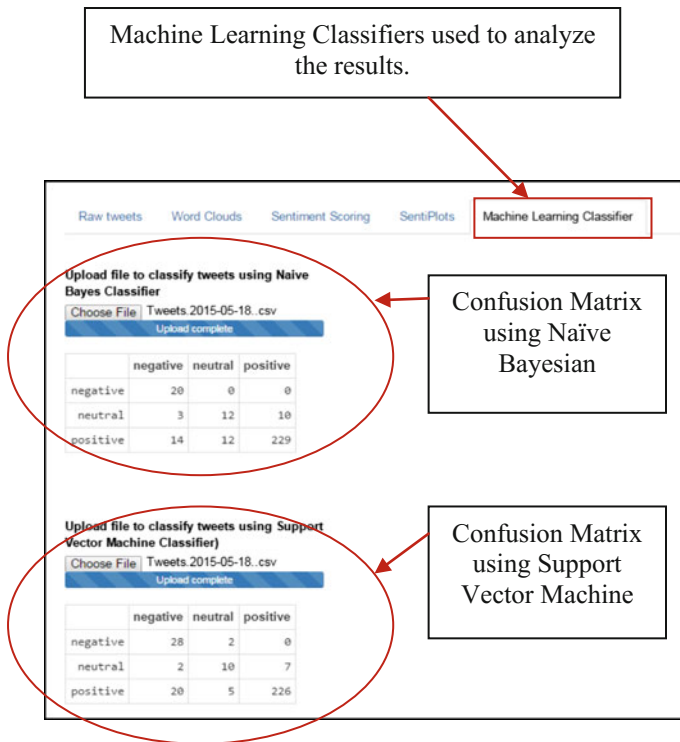 Machine Learning Classifiers used to analyze
the results.
Raw tweets Word Clouds Sentiment Scoring SentiPlots Machine Learning Classifier
Upload file to classify tweets using Naive
Bayes Classifier
Choose File Tweets.2015-05-18..csv
Upload complete
negative neutral positive
negative 20 0 0
neutral 3 12 10
positive 14 12 229
Confusion Matrix
using Naïve
Bayesian
Upload file to classify tweets using Support
Vector Machine Classifier)
Choose File Tweets.2015-05-18..csv
Upload complete
negative neutral positive
negative 28 2 0
neutral 2 10 7
positive 20 5 226
Confusion Matrix
using Support
Vector Machine